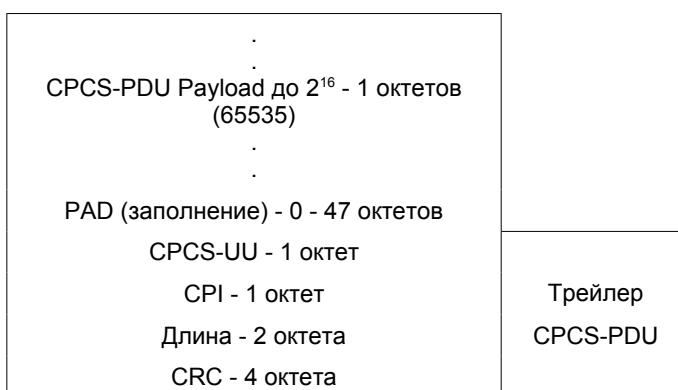 .
.
CPCS-PDU Payload до 2¹⁶ - 1 октетов
(65535)
.
.
PAD (заполнение) - 0 - 47 октетов
CPCS-UU - 1 октет
CPI - 1 октет
Трейлер
Длина - 2 октета
CPCS-PDU
CRC - 4 октета